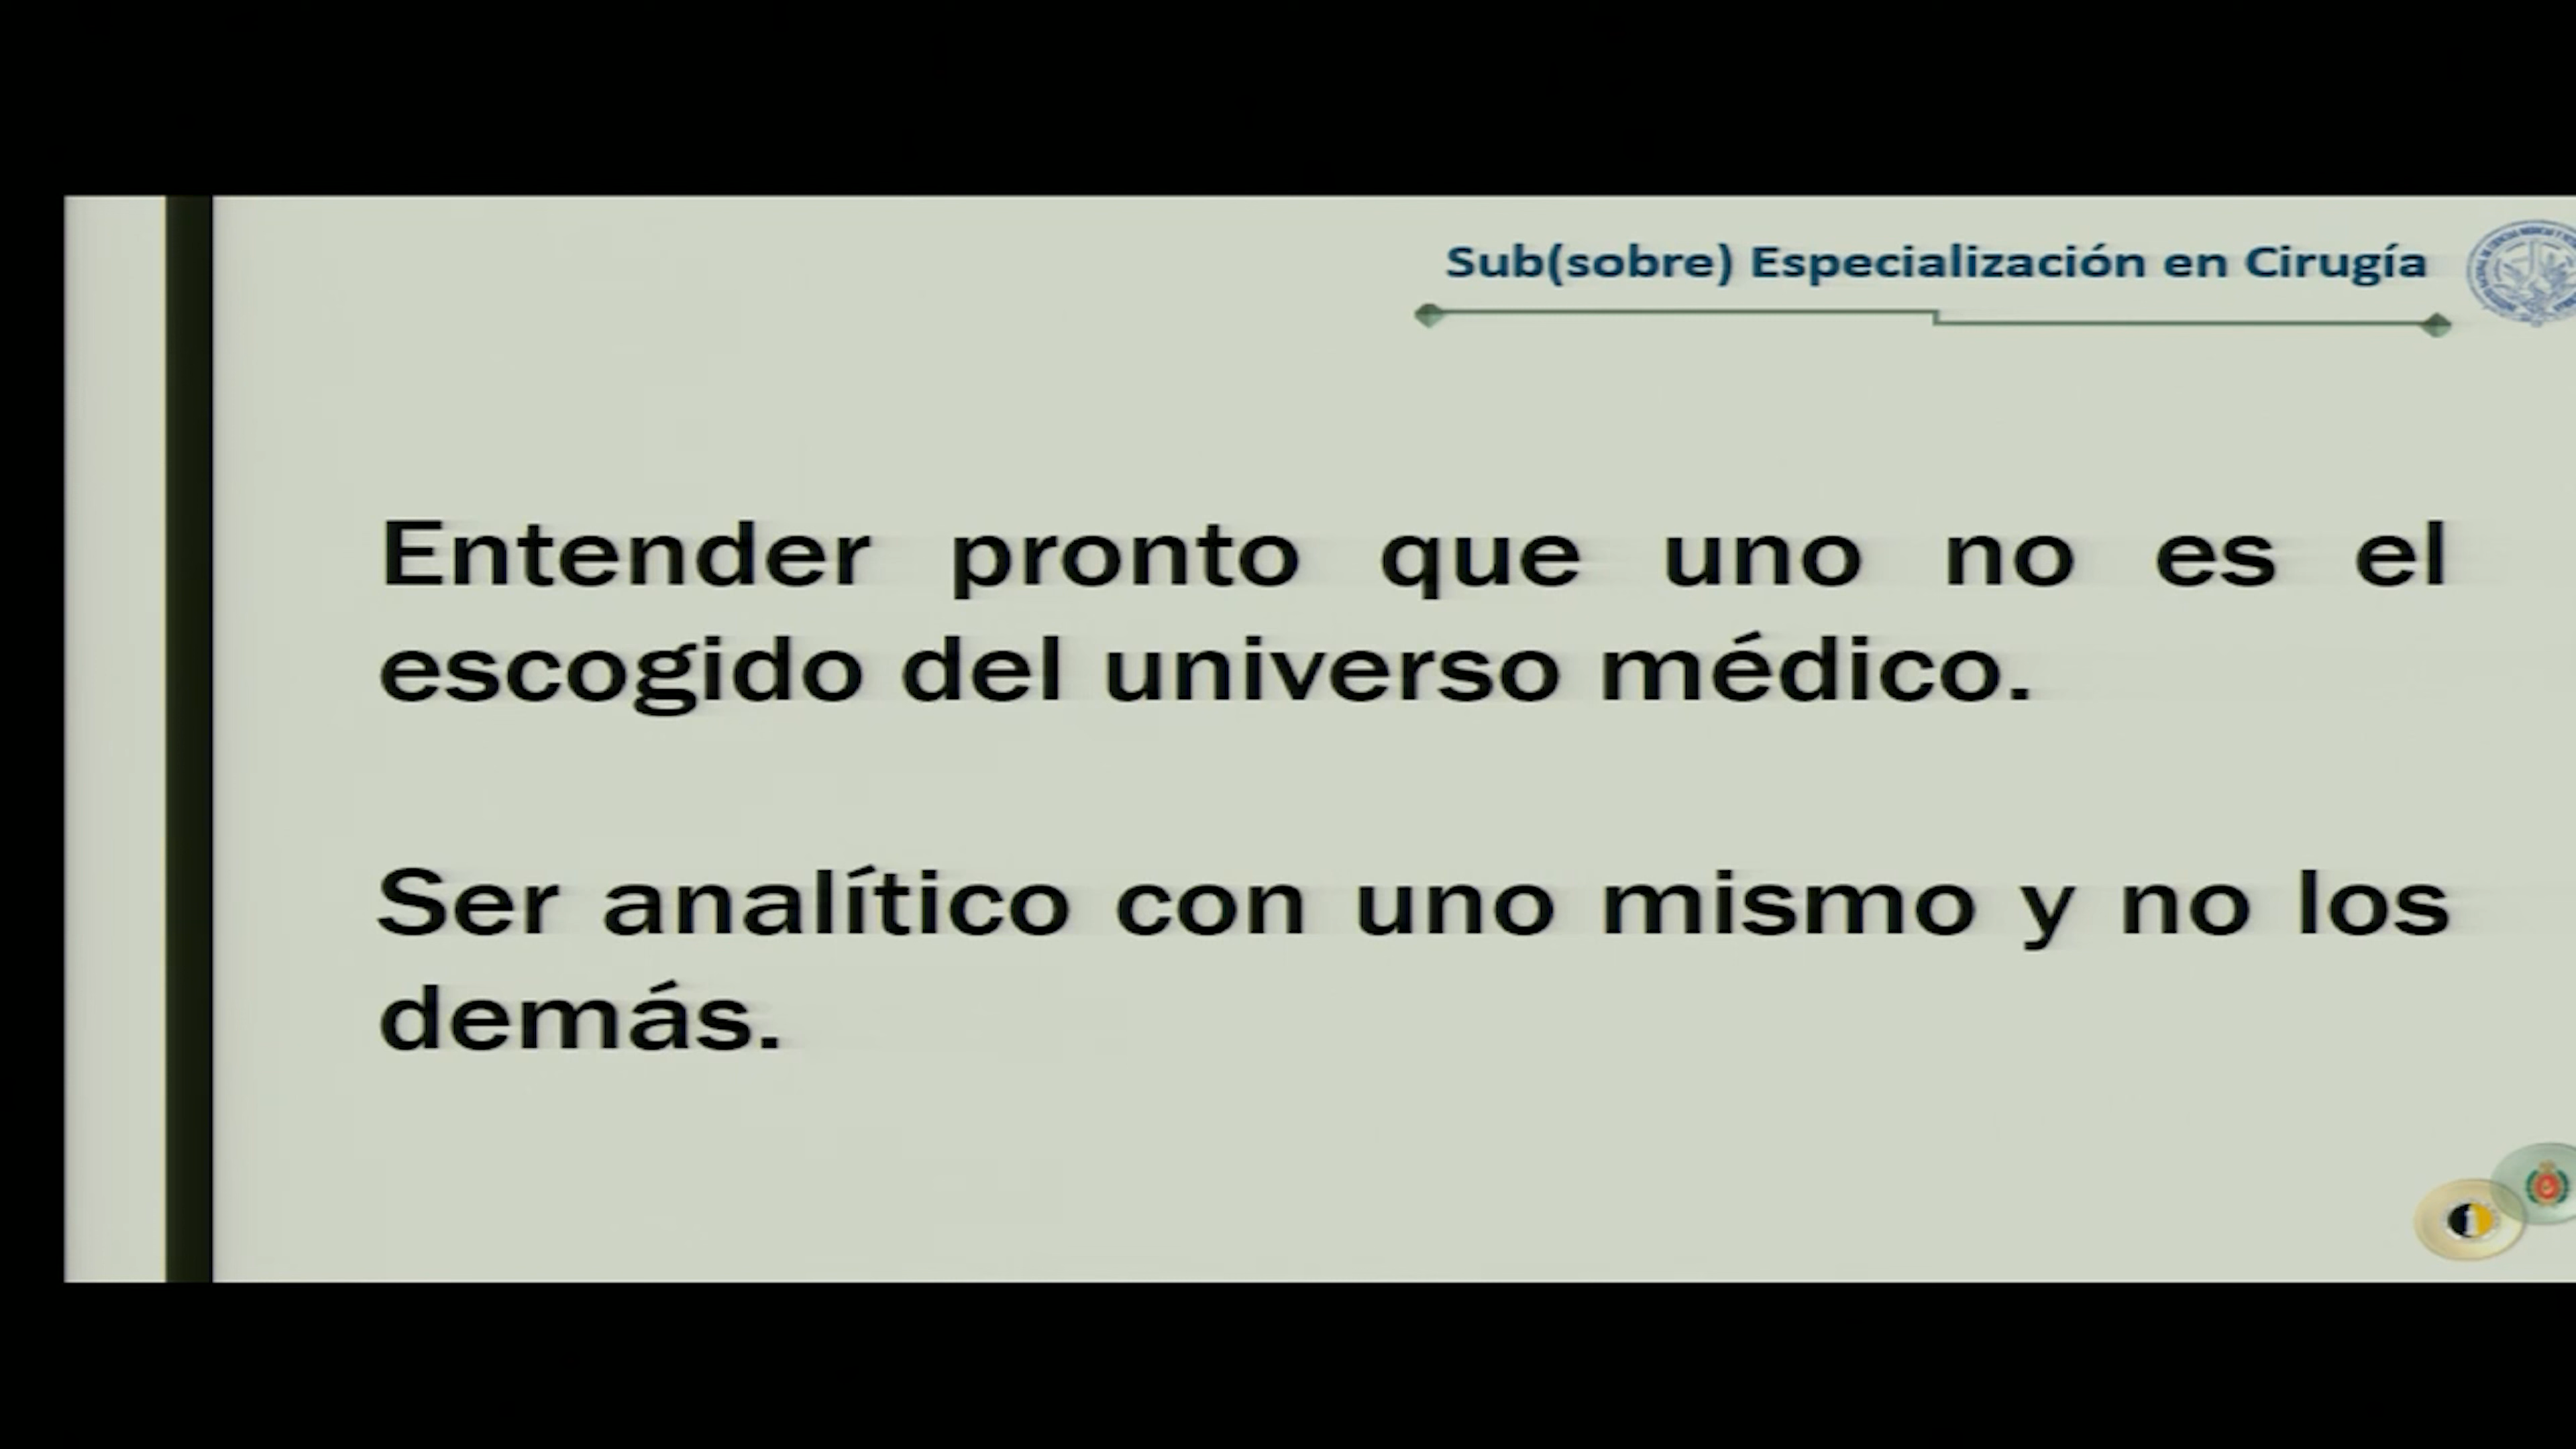 Sub(sobre) Especialización en Cirugía
Entender pronto que uno no es el
escogido del universo médico.
Ser analítico con uno mismo y no los
demás.